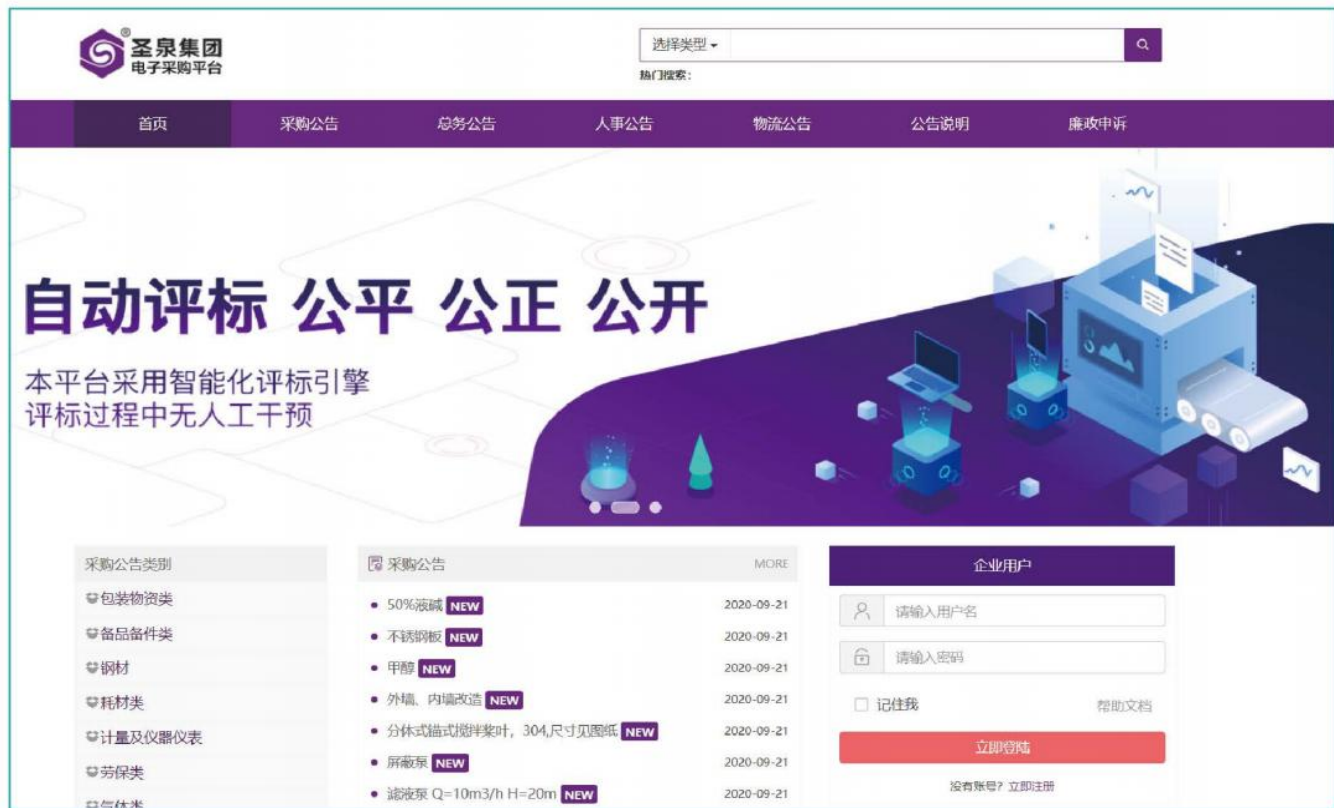 圣泉集团®
电子采购平台
选择类型
热门搜索：
首页 采购公告 总务公告 人事公告 物流公告 公告说明 廉政申诉
自动评标 公平 公正 公开
本平台采用智能化评标引擎
评标过程中无人工干预
采购公告类别
包装物资类
备品备件类
钢材
耗材类
计量及仪器仪表
劳保类
气体类
采购公告 MORE
50%液碱 NEW 2020-09-21
不锈钢板 NEW 2020-09-21
甲醇 NEW 2020-09-21
外墙、内墙改造 NEW 2020-09-21
分体式锚式搅拌桨叶，304,尺寸见图纸 NEW 2020-09-21
屏蔽泵 NEW 2020-09-21
滤液泵 Q=10m3/h H=20m NEW 2020-09-21
企业用户
请输入用户名
请输入密码
记住我 帮助文档
立即登陆
没有账号？立即注册